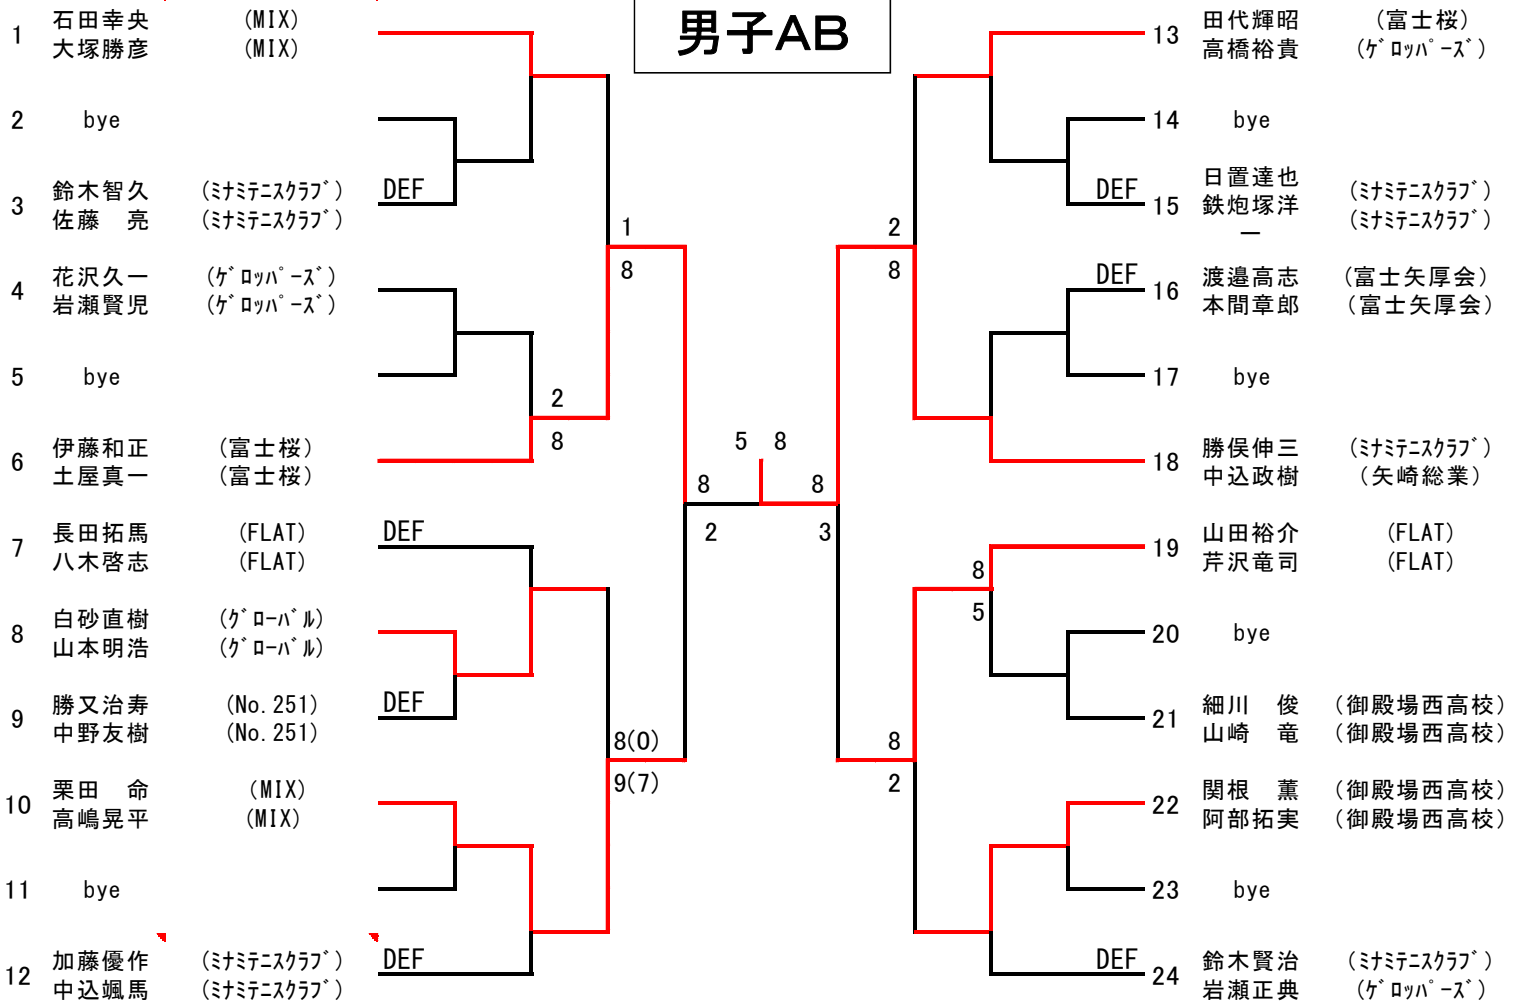 男子AB
1 石田幸央 (MIX)
大塚勝彦 (MIX)
2 bye
3 鈴木智久 (ﾐﾅﾐﾃﾆｽｸﾗﾌﾞ) DEF
佐藤　亮 (ﾐﾅﾐﾃﾆｽｸﾗﾌﾞ)
4 花沢久一 (ｹﾞﾛｯﾊﾟｰｽﾞ)
岩瀬賢児 (ｹﾞﾛｯﾊﾟｰｽﾞ)
5 bye
6 伊藤和正 (富士桜)
土屋真一 (富士桜)
7 長田拓馬 (FLAT) DEF
八木啓志 (FLAT)
8 白砂直樹 (ｸﾞﾛｰﾊﾞﾙ)
山本明浩 (ｸﾞﾛｰﾊﾞﾙ)
9 勝又治寿 (No.251) DEF
中野友樹 (No.251)
10 栗田　命 (MIX)
高嶋晃平 (MIX)
11 bye
12 加藤優作 (ﾐﾅﾐﾃﾆｽｸﾗﾌﾞ) DEF
中込颯馬 (ﾐﾅﾐﾃﾆｽｸﾗﾌﾞ)
2
8
1
8
8(0)
9(7)
8
2
5 8
8
3
2
8
8
5
8
2
13 田代輝昭 (富士桜)
高橋裕貴 (ｹﾞﾛｯﾊﾟｰｽﾞ)
14 bye
DEF 15 日置達也 (ﾐﾅﾐﾃﾆｽｸﾗﾌﾞ)
鉄炮塚洋 (ﾐﾅﾐﾃﾆｽｸﾗﾌﾞ)
一
DEF 16 渡邉高志 (富士矢厚会)
本間章郎 (富士矢厚会)
17 bye
18 勝俣伸三 (ﾐﾅﾐﾃﾆｽｸﾗﾌﾞ)
中込政樹 (矢崎総業)
19 山田裕介 (FLAT)
芹沢竜司 (FLAT)
20 bye
21 細川　俊 (御殿場西高校)
山崎　竜 (御殿場西高校)
22 関根　薫 (御殿場西高校)
阿部拓実 (御殿場西高校)
23 bye
DEF 24 鈴木賢治 (ﾐﾅﾐﾃﾆｽｸﾗﾌﾞ)
岩瀬正典 (ｹﾞﾛｯﾊﾟｰｽﾞ)